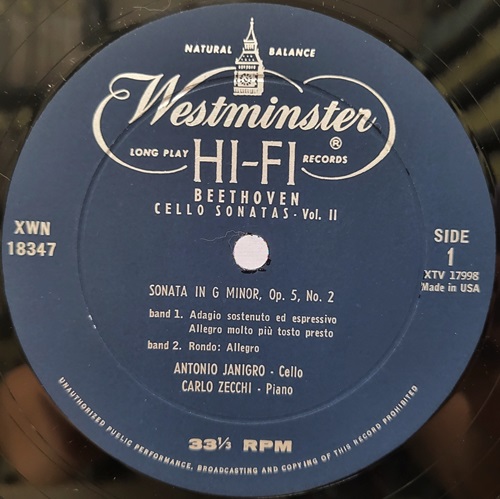 NATURAL BALANCE
Westminster®
LONG PLAY HI-FI RECORDS
BEETHOVEN
CELLO SONATAS - Vol. II
XWN
18347
SIDE
1
XTV 17998
Made in USA
SONATA IN G MINOR, Op. 5, No. 2
band 1. Adagio sostenuto ed espressivo
Allegro molto più tosto presto
band 2. Rondo: Allegro
ANTONIO JANIGRO - Cello
CARLO ZECCHI - Piano
33⅓ RPM
UNAUTHORIZED PUBLIC PERFORMANCE, BROADCASTING AND COPYING OF THIS RECORD PROHIBITED